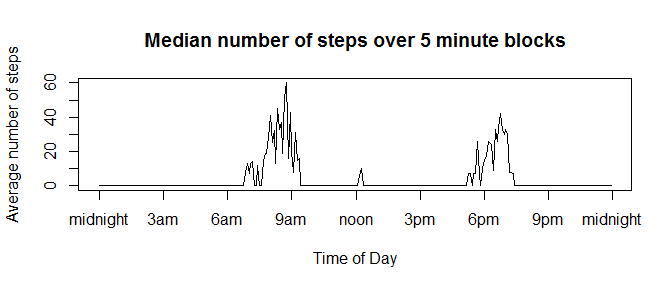 Median number of steps over 5 minute blocks
Average number of steps
60
20
0
midnight 3am 6am 9am noon 3pm 6pm 9pm midnight
Time of Day